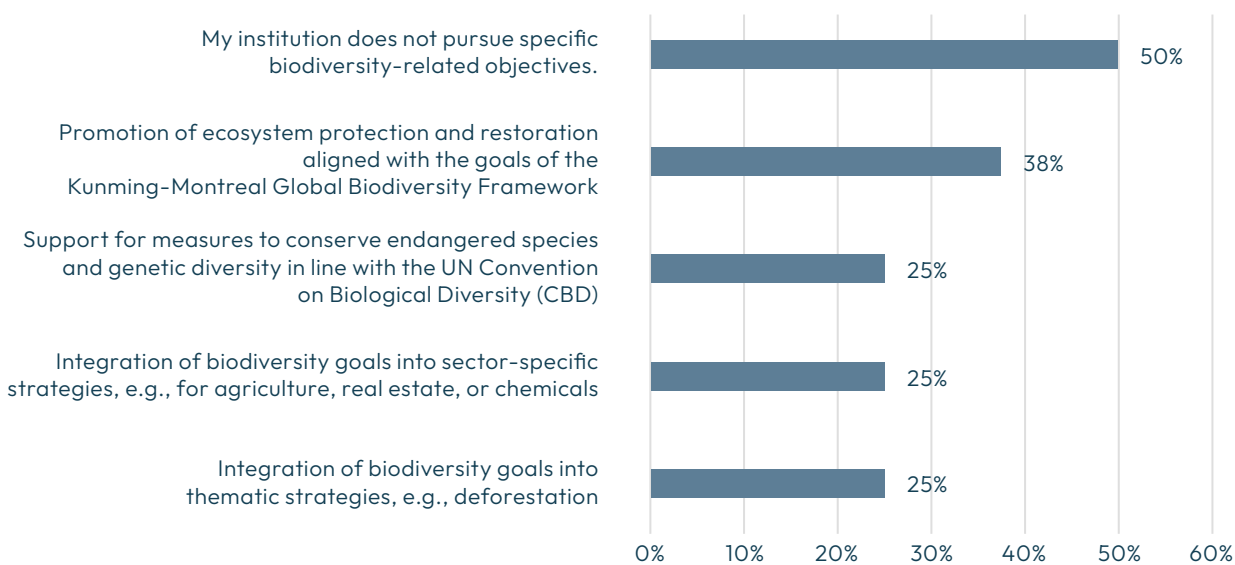 My institution does not pursue specific
biodiversity-related objectives.
50%
Promotion of ecosystem protection and restoration
aligned with the goals of the
Kunming-Montreal Global Biodiversity Framework
38%
Support for measures to conserve endangered species
and genetic diversity in line with the UN Convention
on Biological Diversity (CBD)
25%
Integration of biodiversity goals into sector-specific
strategies, e.g., for agriculture, real estate, or chemicals
25%
Integration of biodiversity goals into
thematic strategies, e.g., deforestation
25%
0% 10% 20% 30% 40% 50% 60%